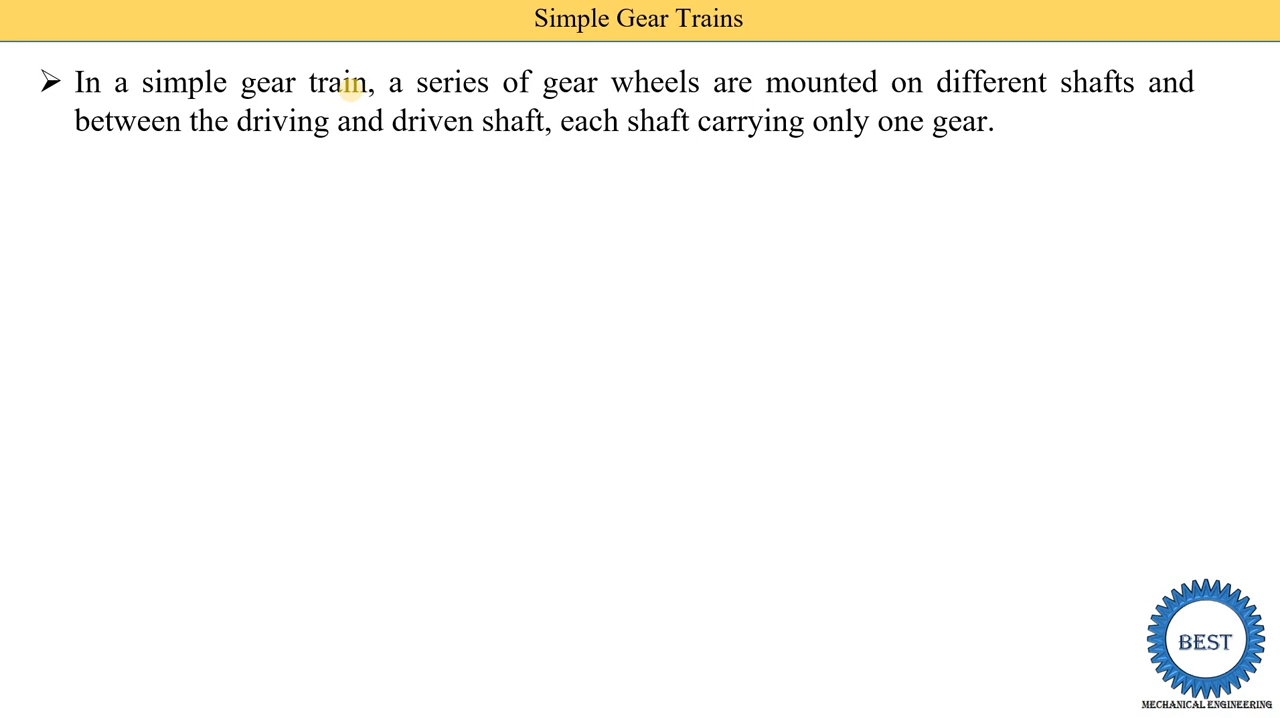 Simple Gear Trains
➢ In a simple gear train, a series of gear wheels are mounted on different shafts and
between the driving and driven shaft, each shaft carrying only one gear.
BEST
MECHANICAL ENGINEERING